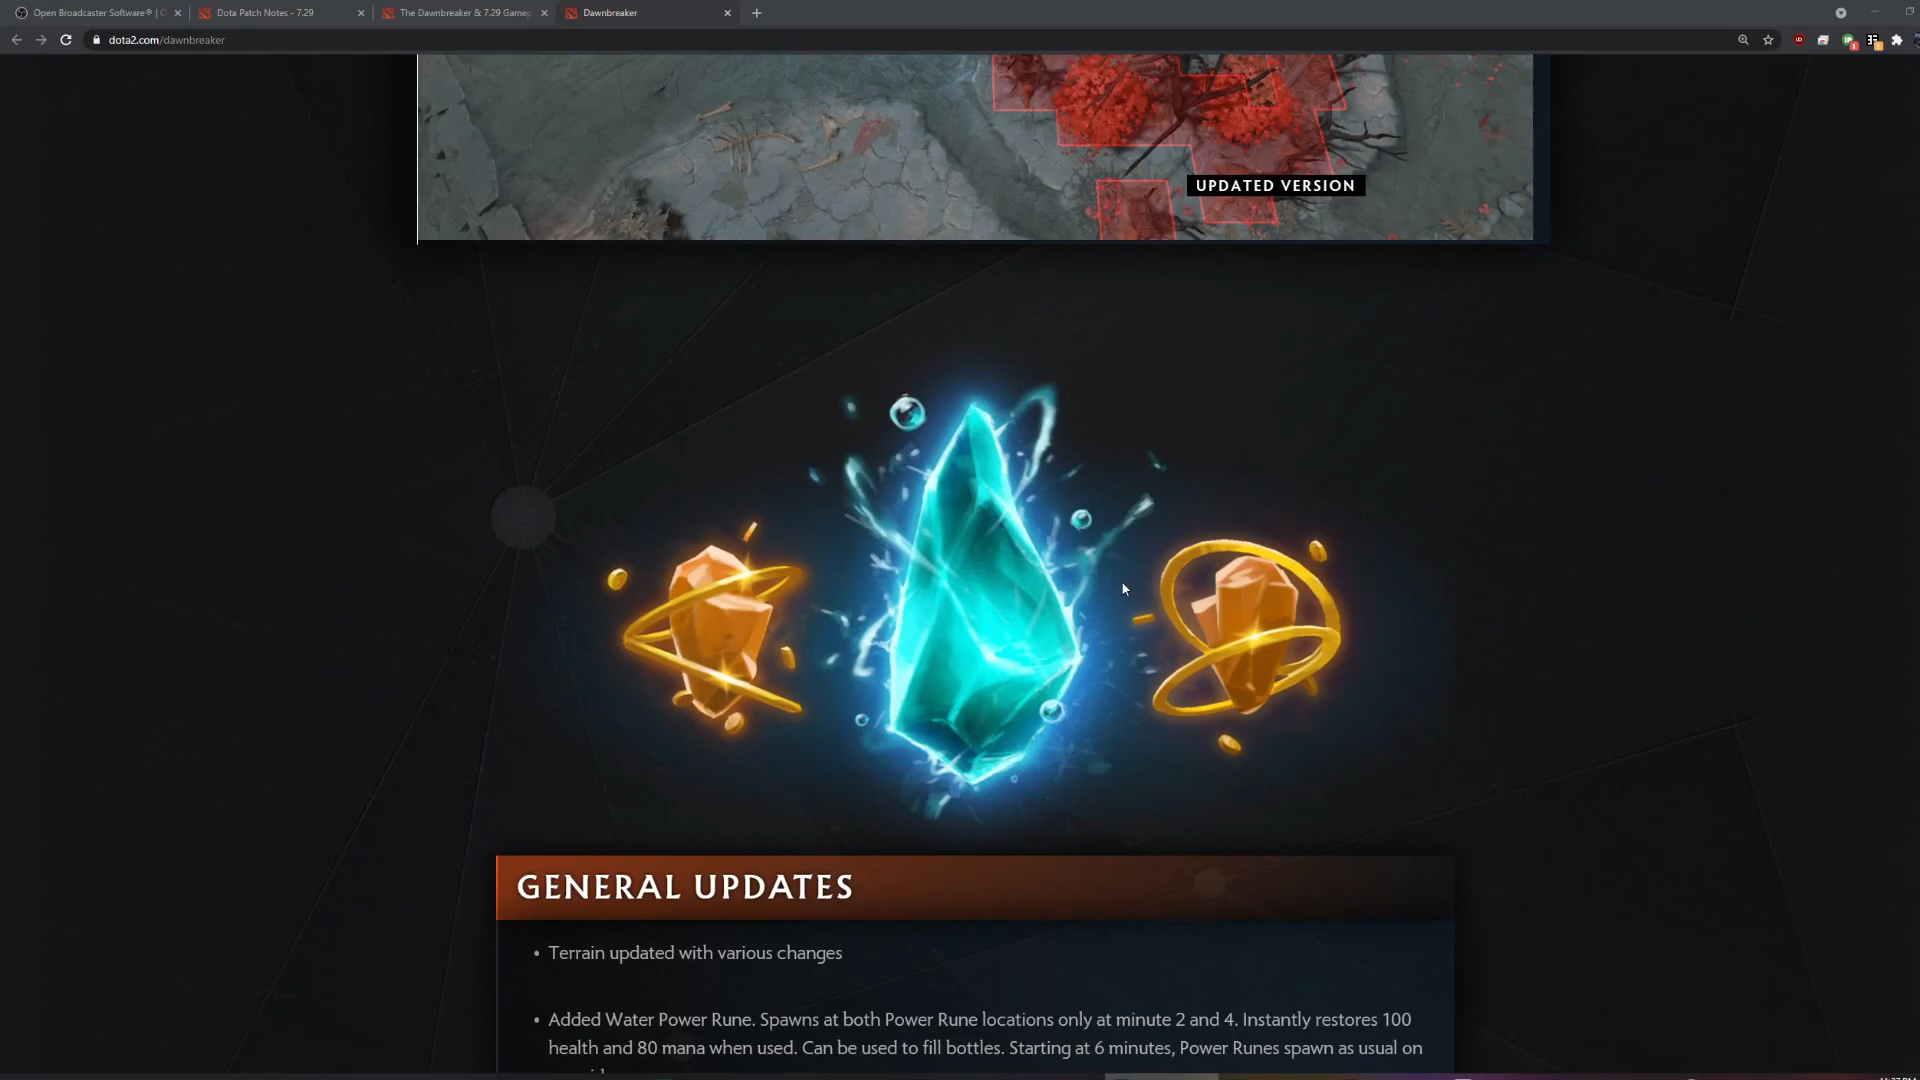 Open Broadcaster Software® |
Dota Patch Notes - 7.29
The Dawnbreaker & 7.29 Gamep
Dawnbreaker
dota2.com/dawnbreaker
UPDATED VERSION
GENERAL UPDATES
• Terrain updated with various changes
• Added Water Power Rune. Spawns at both Power Rune locations only at minute 2 and 4. Instantly restores 100
health and 80 mana when used. Can be used to fill bottles. Starting at 6 minutes, Power Runes spawn as usual on